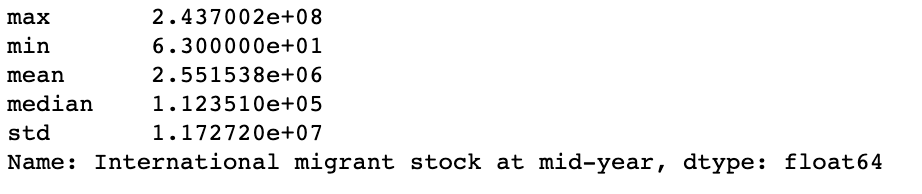 max       2.437002e+08
min       6.300000e+01
mean      2.551538e+06
median    1.123510e+05
std       1.172720e+07
Name: International migrant stock at mid-year, dtype: float64